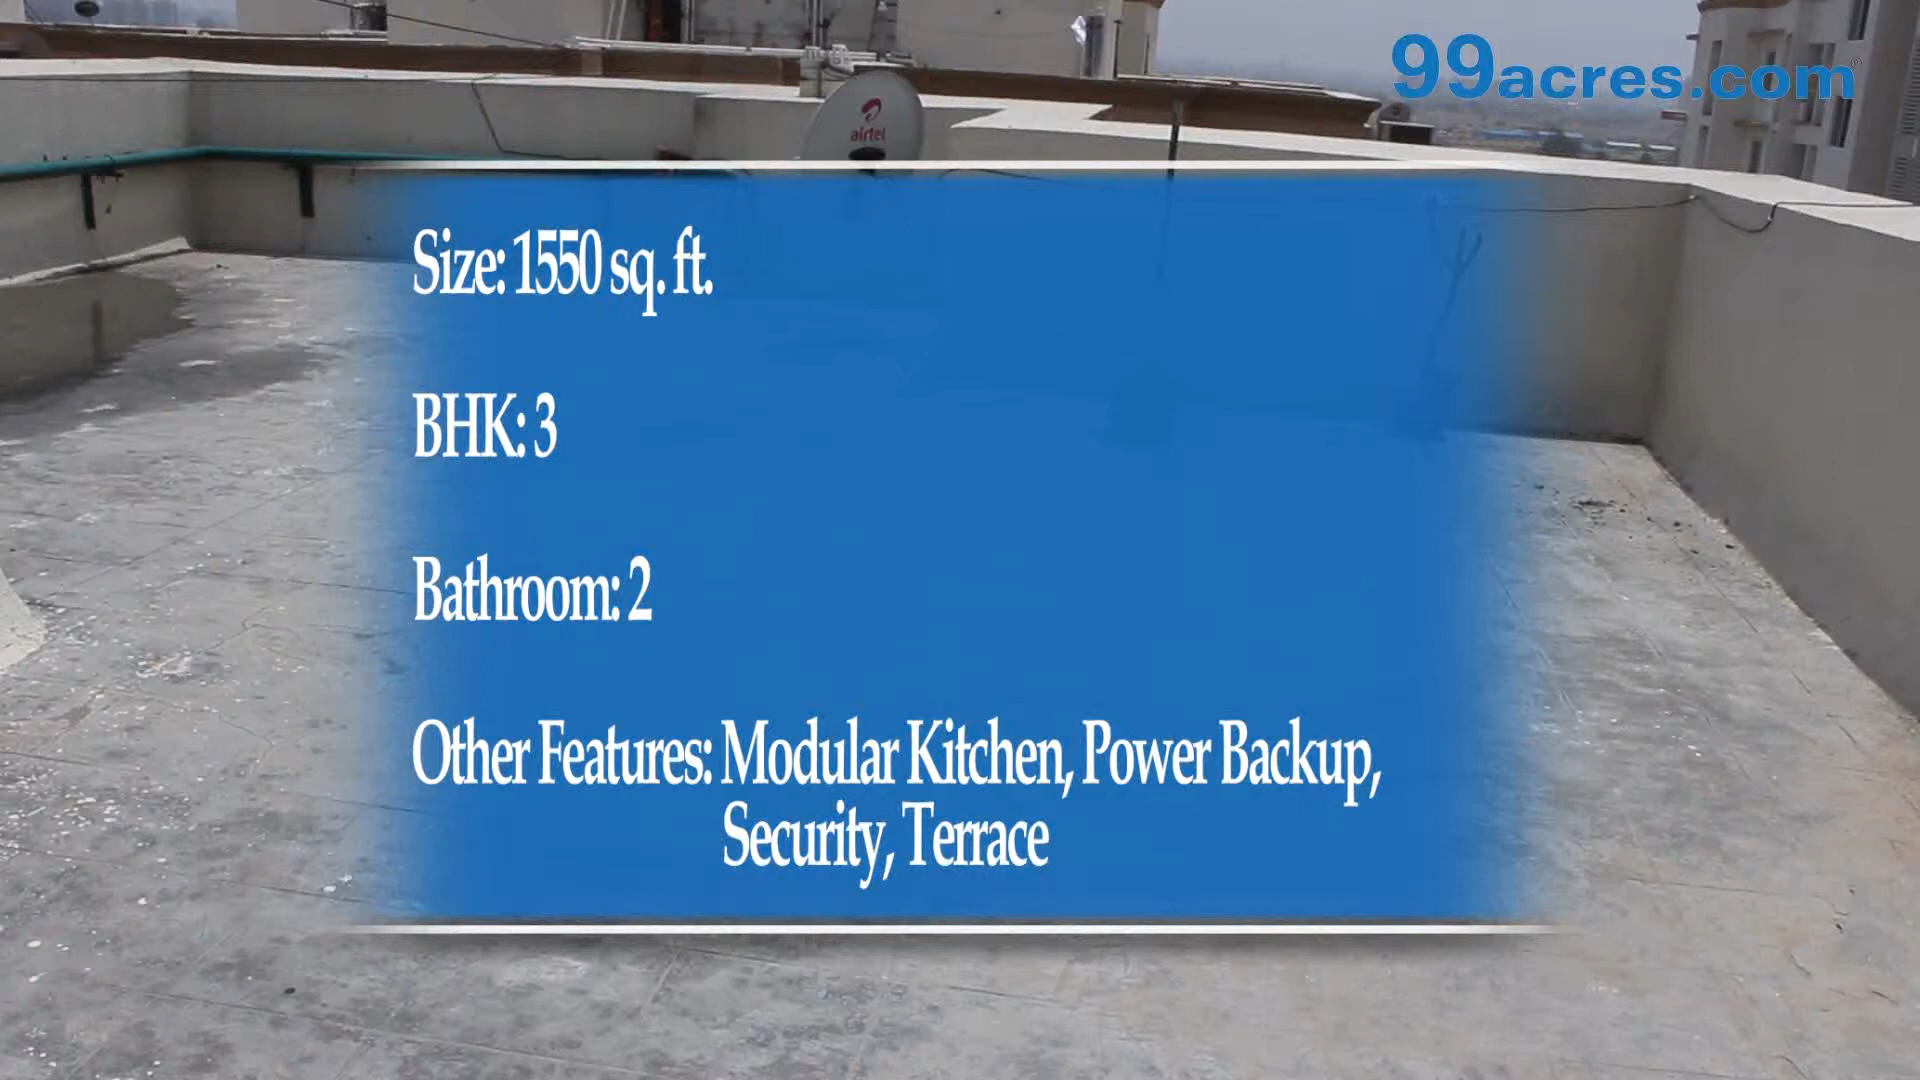 99acres.com
airtel
Size: 1550 sq. ft.
BHK: 3
Bathroom: 2
Other Features: Modular Kitchen, Power Backup,
Security, Terrace